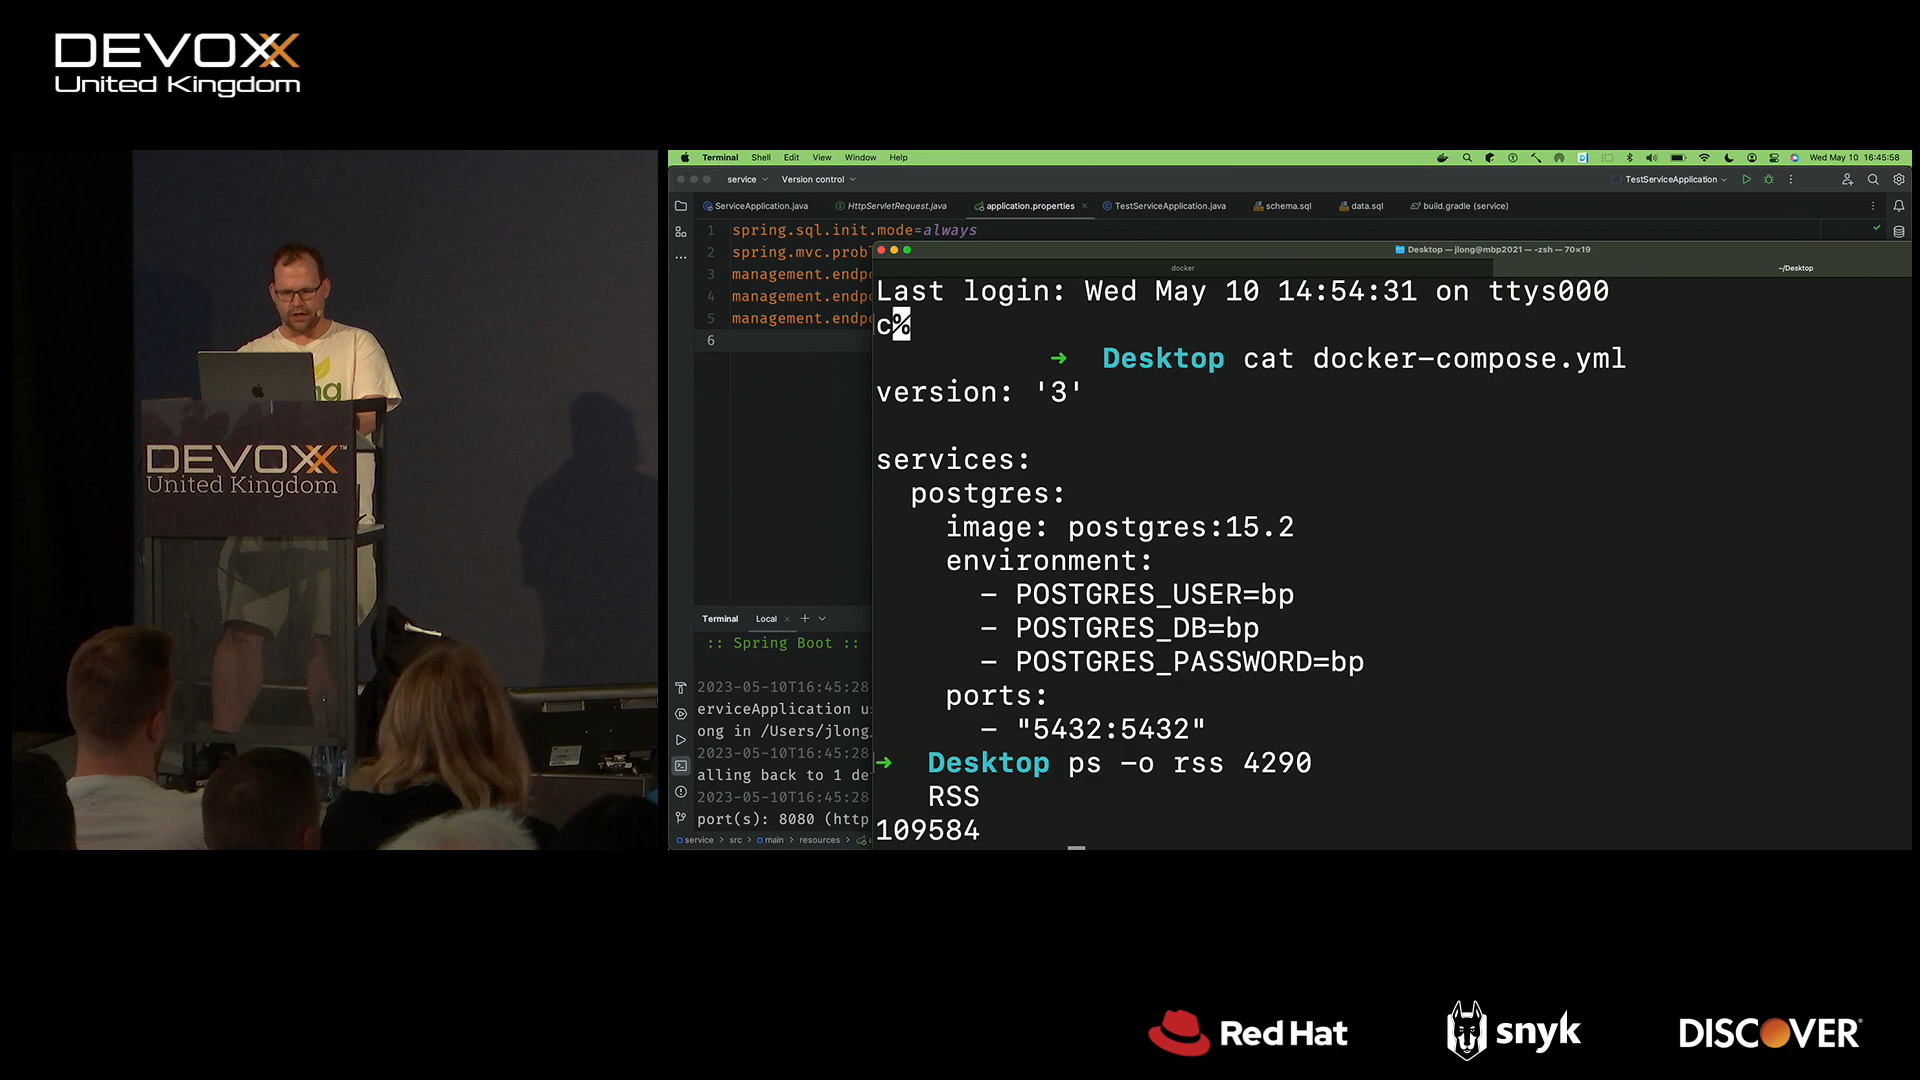 DEVOXX
United Kingdom
DEVOXX™
United Kingdom
Terminal Shell Edit View Window Help
Wed May 10 16:45:58
service Version control
TestServiceApplication
ServiceApplication.java HttpServletRequest.java application.properties × TestServiceApplication.java schema.sql data.sql build.gradle (service)
1 spring.sql.init.mode=always
2 spring.mvc.prob
3 management.endpo
4 management.endpo
5 management.endpo
6
Desktop — jlong@mbp2021 — -zsh — 70×19
docker
~/Desktop
Last login: Wed May 10 14:54:31 on ttys000
c%
➜ Desktop cat docker-compose.yml
version: '3'
services:
postgres:
image: postgres:15.2
environment:
- POSTGRES_USER=bp
- POSTGRES_DB=bp
- POSTGRES_PASSWORD=bp
ports:
- "5432:5432"
➜ Desktop ps -o rss 4290
RSS
109584
Terminal Local × +
:: Spring Boot ::
2023-05-10T16:45:28
erviceApplication u
ong in /Users/jlong
2023-05-10T16:45:28
alling back to 1 de
2023-05-10T16:45:28
port(s): 8080 (http
service > src > main > resources >
Red Hat
snyk
DISCOVER